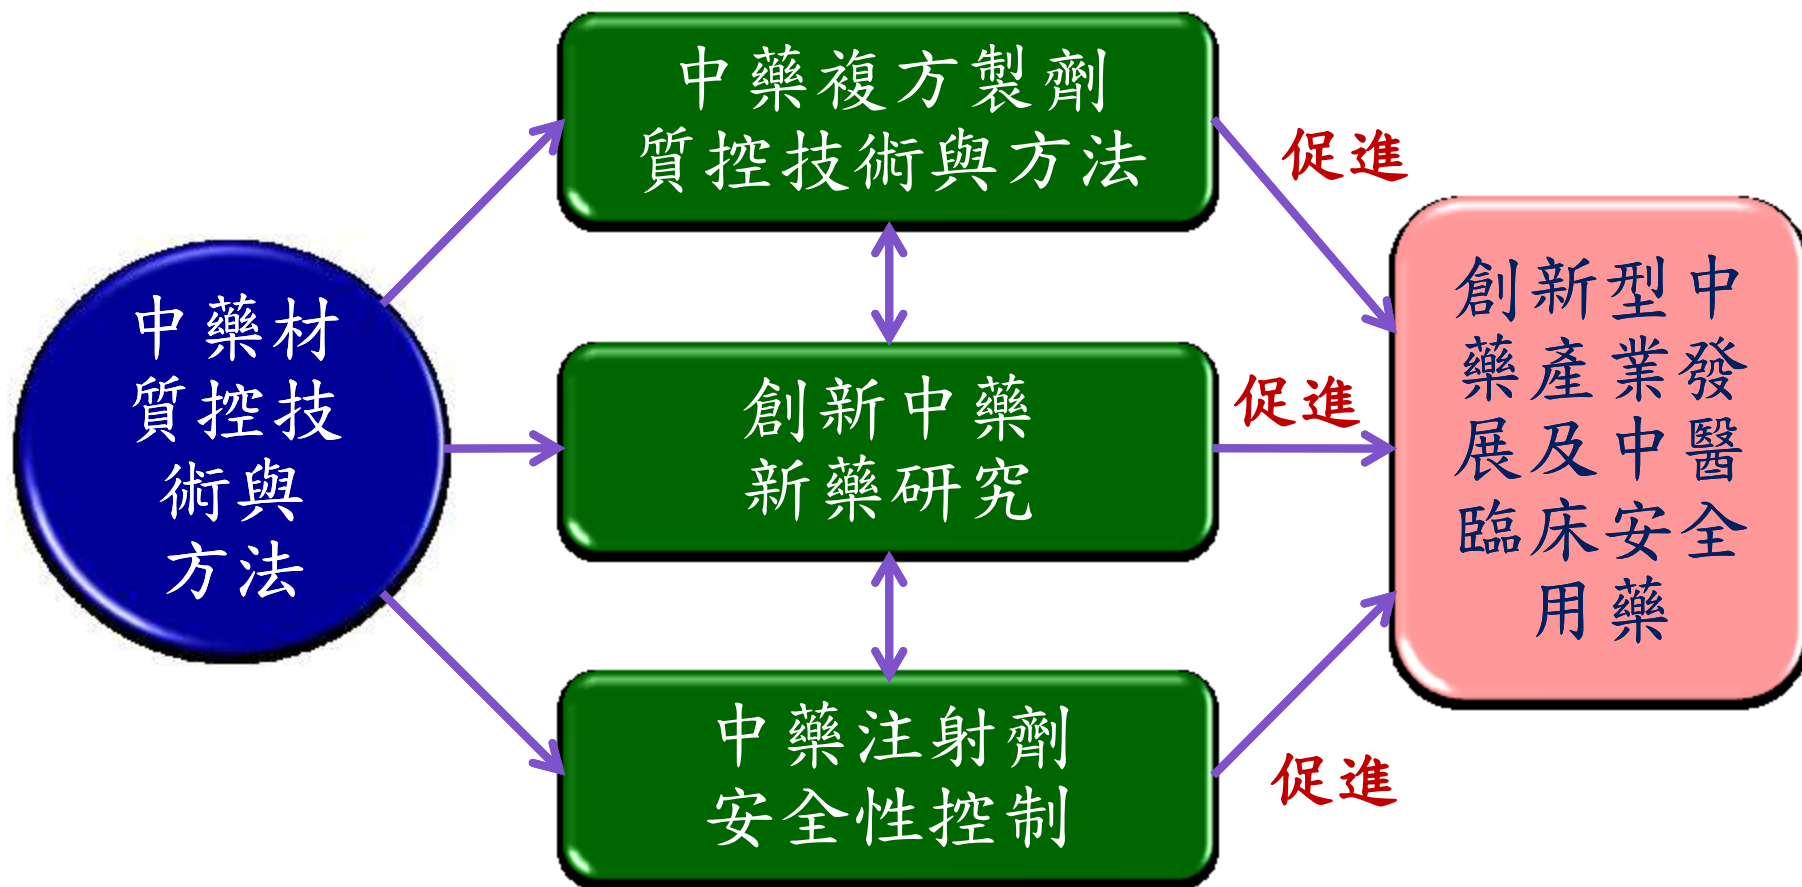 中藥材
質控技
術與
方法
中藥複方製劑
質控技術與方法
創新中藥
新藥研究
中藥注射劑
安全性控制
促進
促進
促進
創新型中
藥產業發
展及中醫
臨床安全
用藥